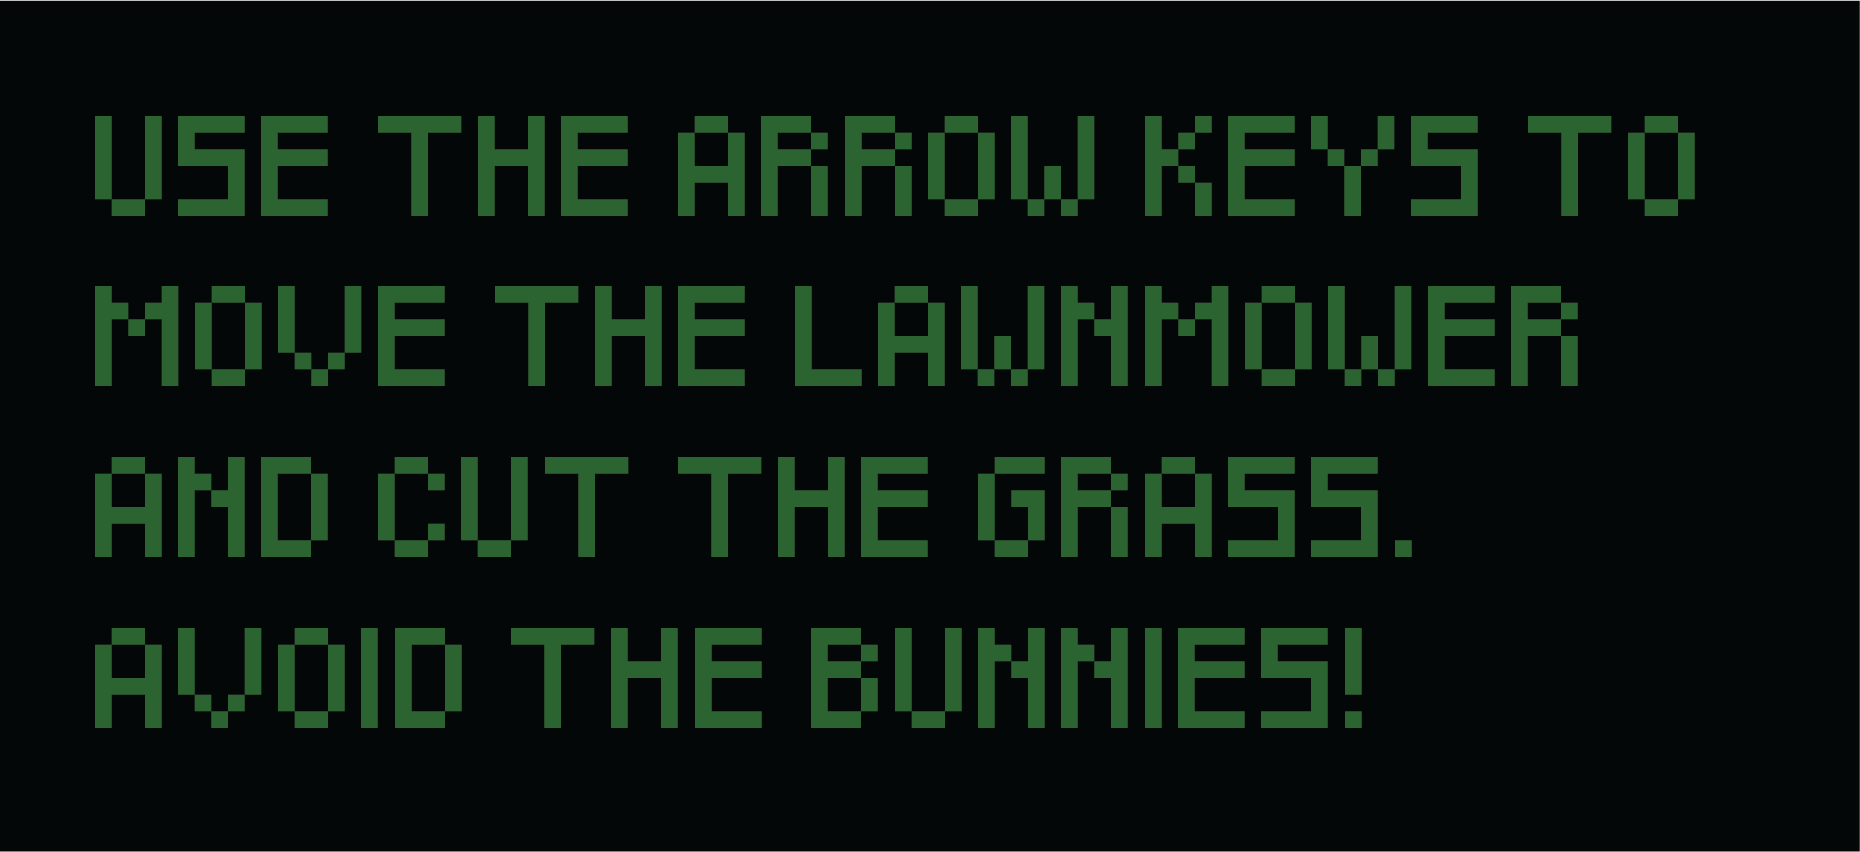 USE THE ARROW KEYS TO
MOVE THE LAWNMOWER
AND CUT THE GRASS.
AVOID THE BUNNIES!